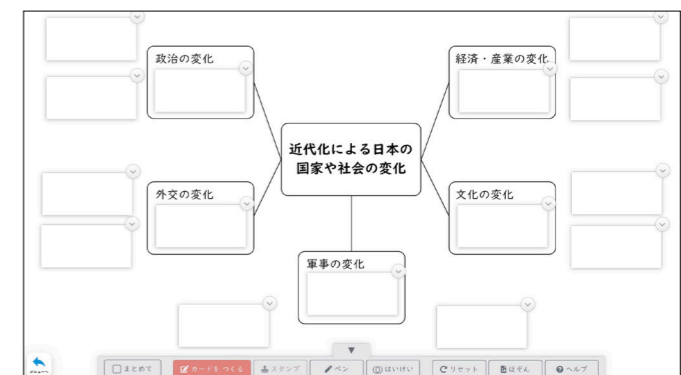 政治の変化
経済・産業の変化
近代化による日本の
国家や社会の変化
外交の変化
文化の変化
軍事の変化
まとめて
カードを つくる
スタンプ
ペン
はいけい
リセット
ほぞん
ヘルプ